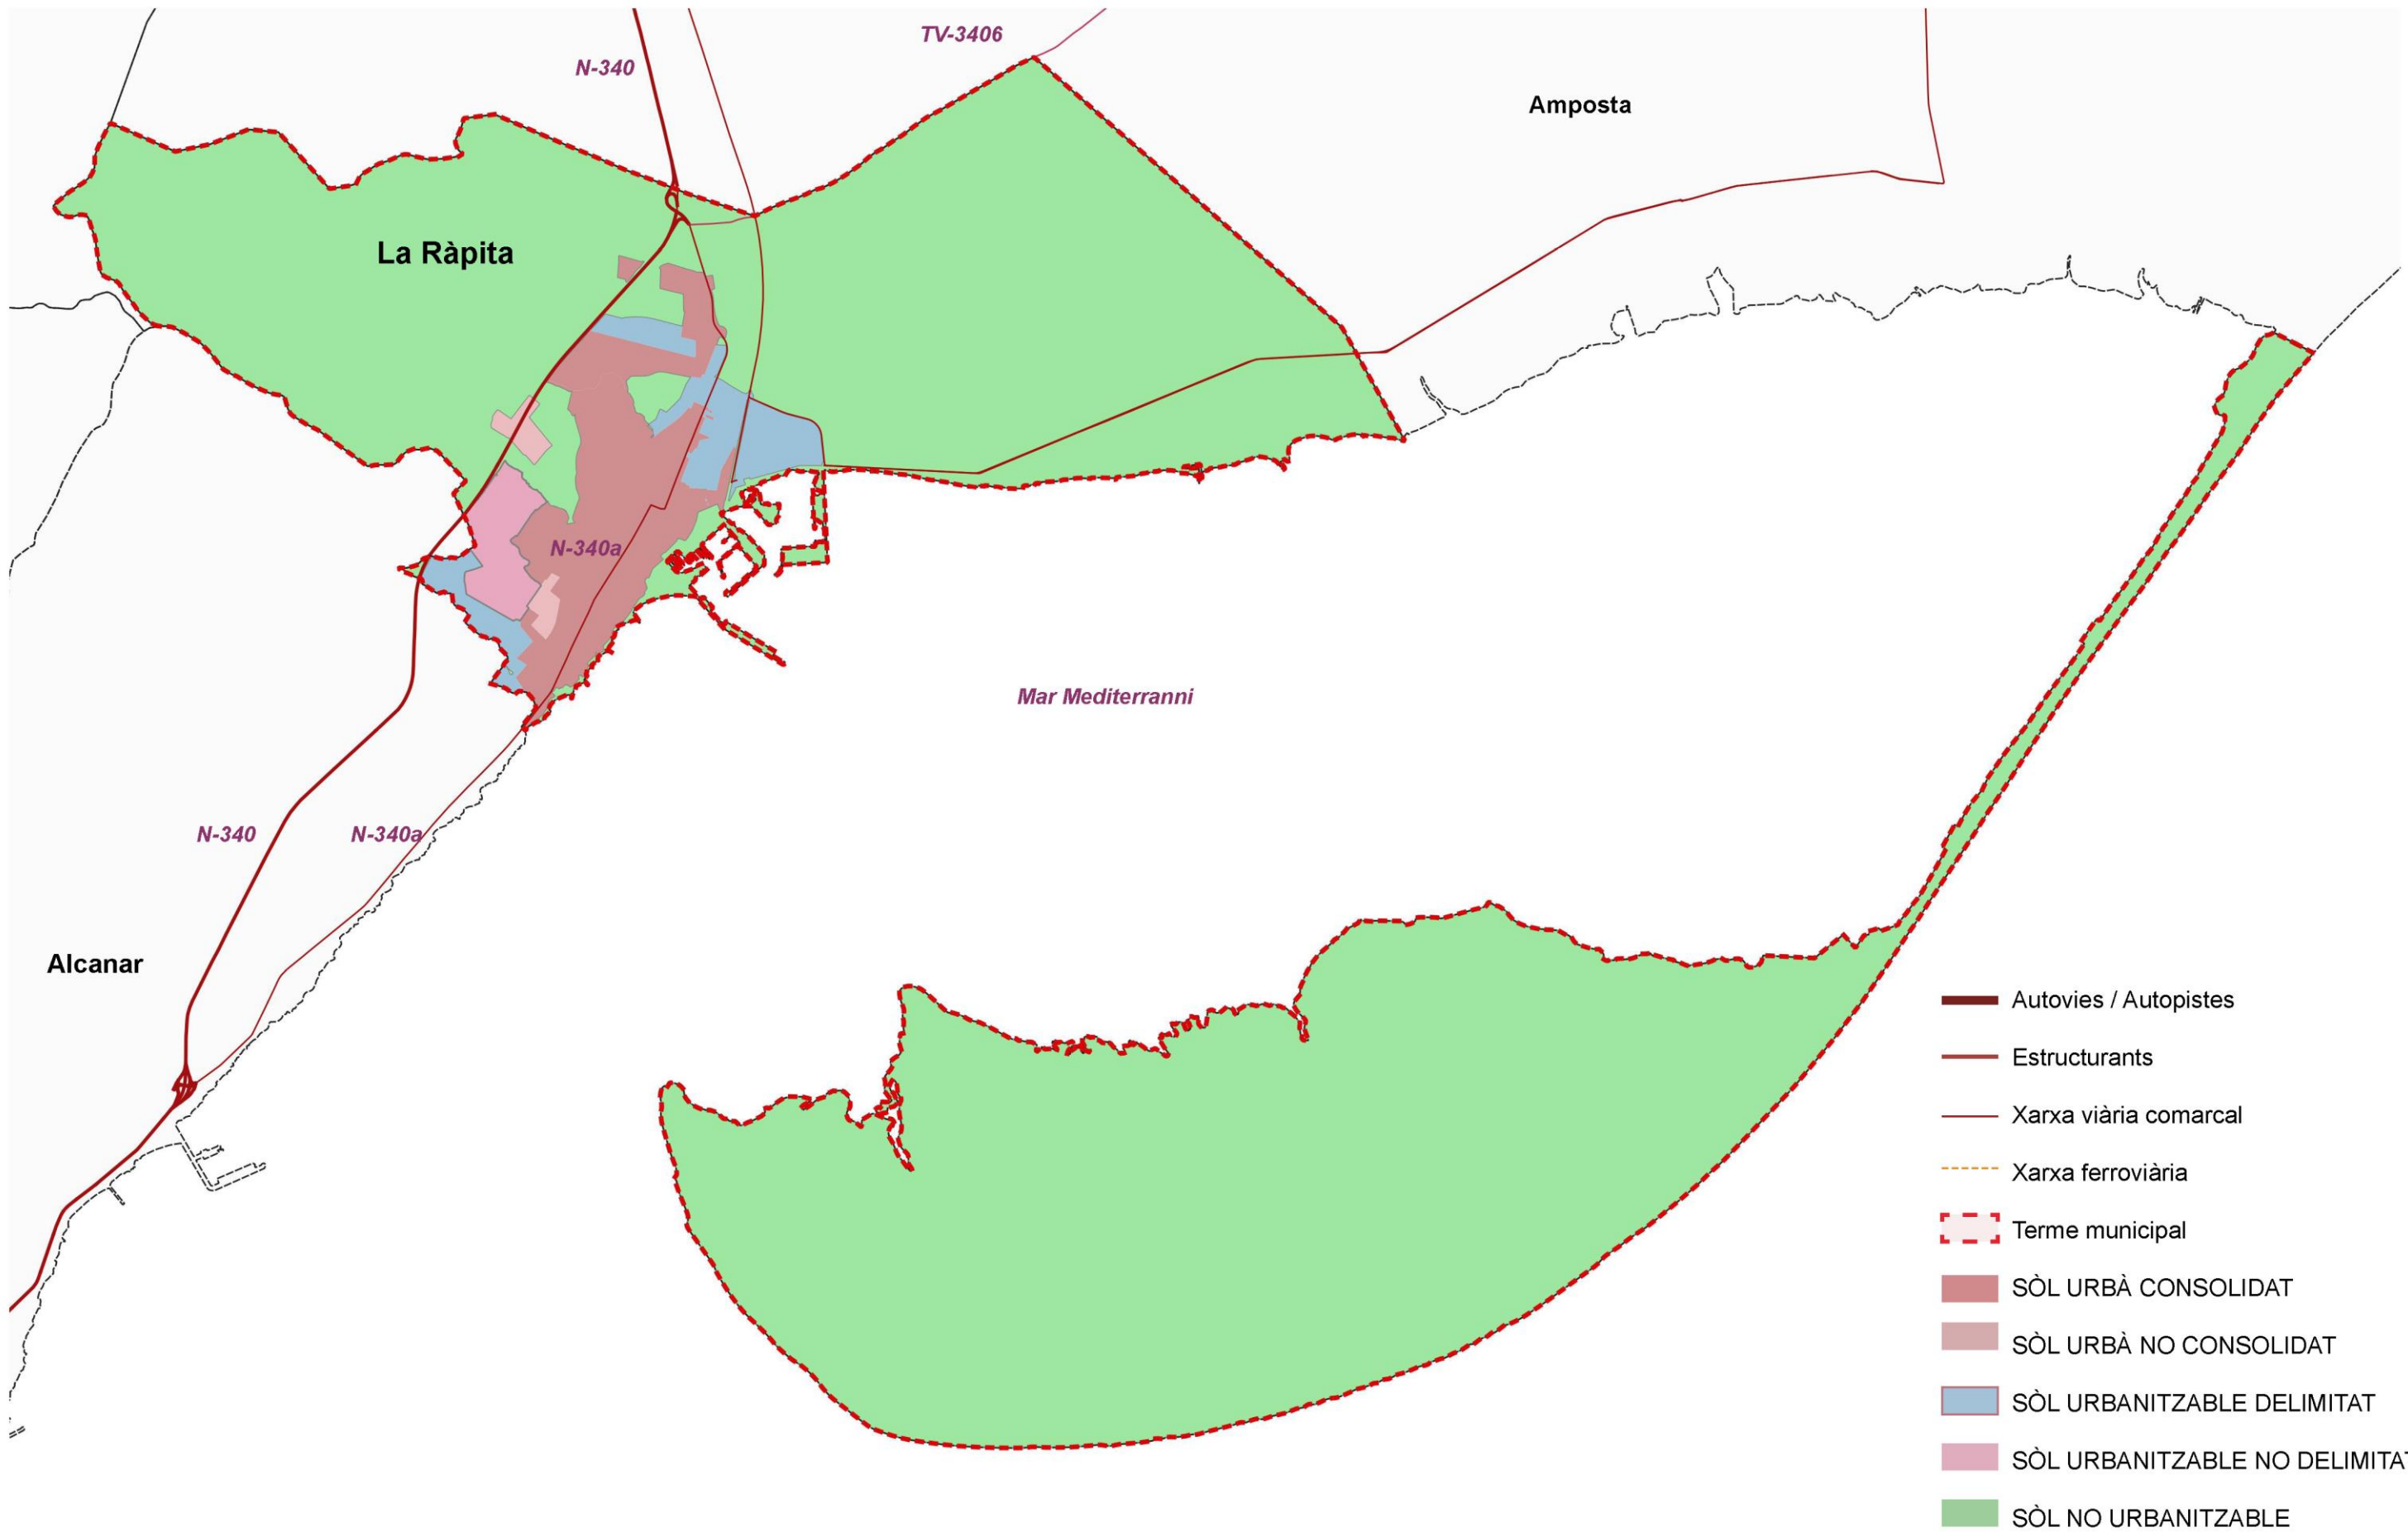 TV-3406
N-340
Amposta
La Ràpita
N-340a
Mar Mediterranni
N-340
N-340a
Alcanar
Autovies / Autopistes
Estructurants
Xarxa viària comarcal
Xarxa ferroviària
Terme municipal
SÒL URBÀ CONSOLIDAT
SÒL URBÀ NO CONSOLIDAT
SÒL URBANITZABLE DELIMITAT
SÒL URBANITZABLE NO DELIMITAT
SÒL NO URBANITZABLE